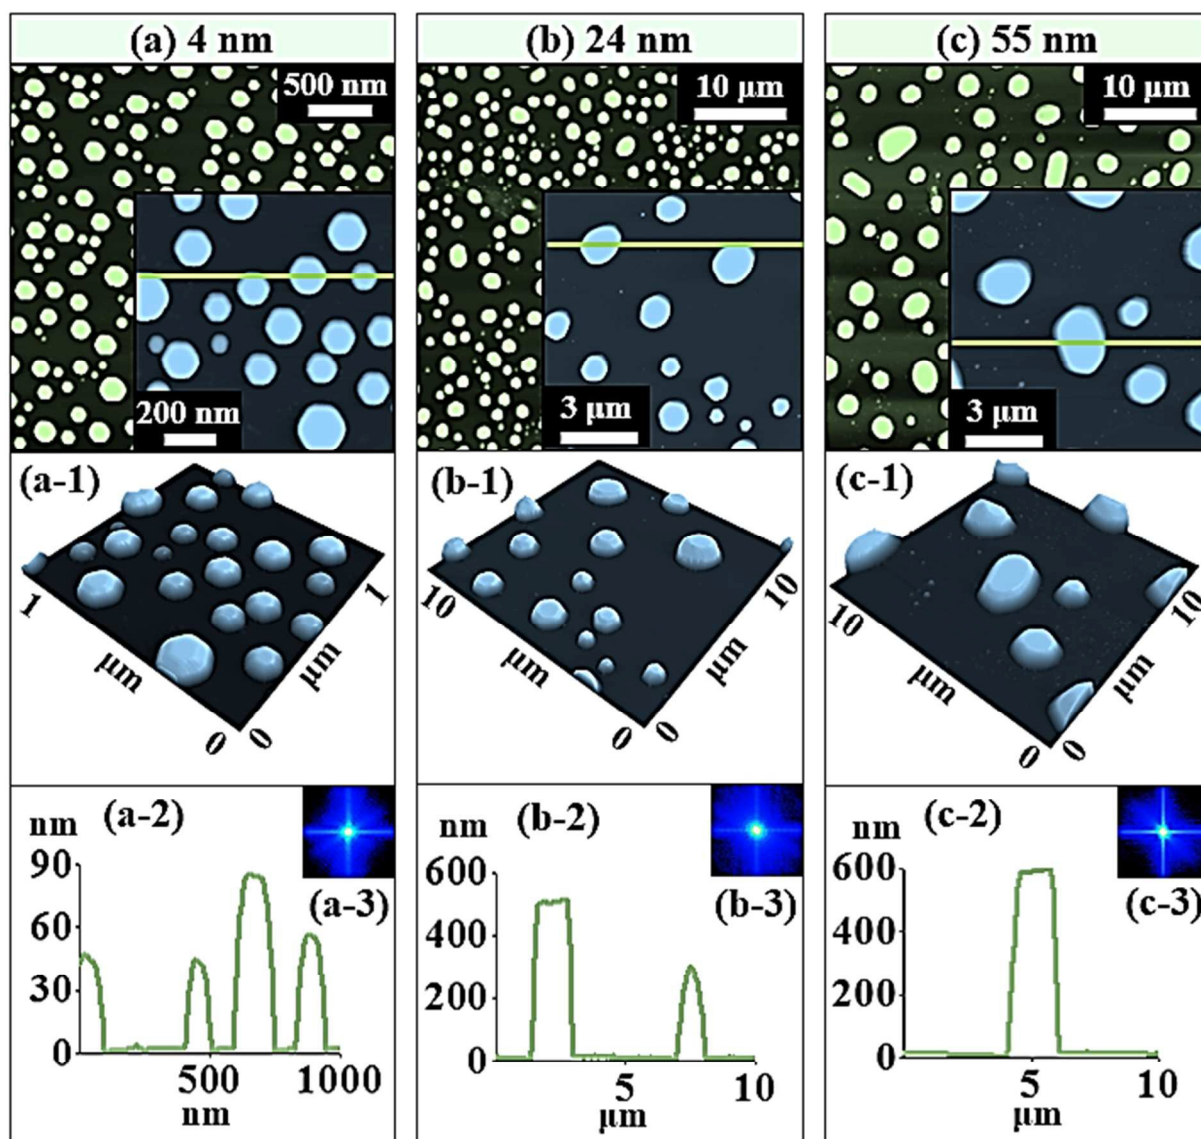 (a) 4 nm
500 nm
200 nm
(a-1)
1
µm
0
0
µm
1
(a-2)
nm
90
60
30
0
500
1000
nm
(a-3)
(b) 24 nm
10 µm
3 µm
(b-1)
10
µm
0
0
µm
10
(b-2)
nm
600
400
200
0
5
10
µm
(b-3)
(c) 55 nm
10 µm
3 µm
(c-1)
10
µm
0
0
µm
10
(c-2)
nm
600
400
200
0
5
10
µm
(c-3)